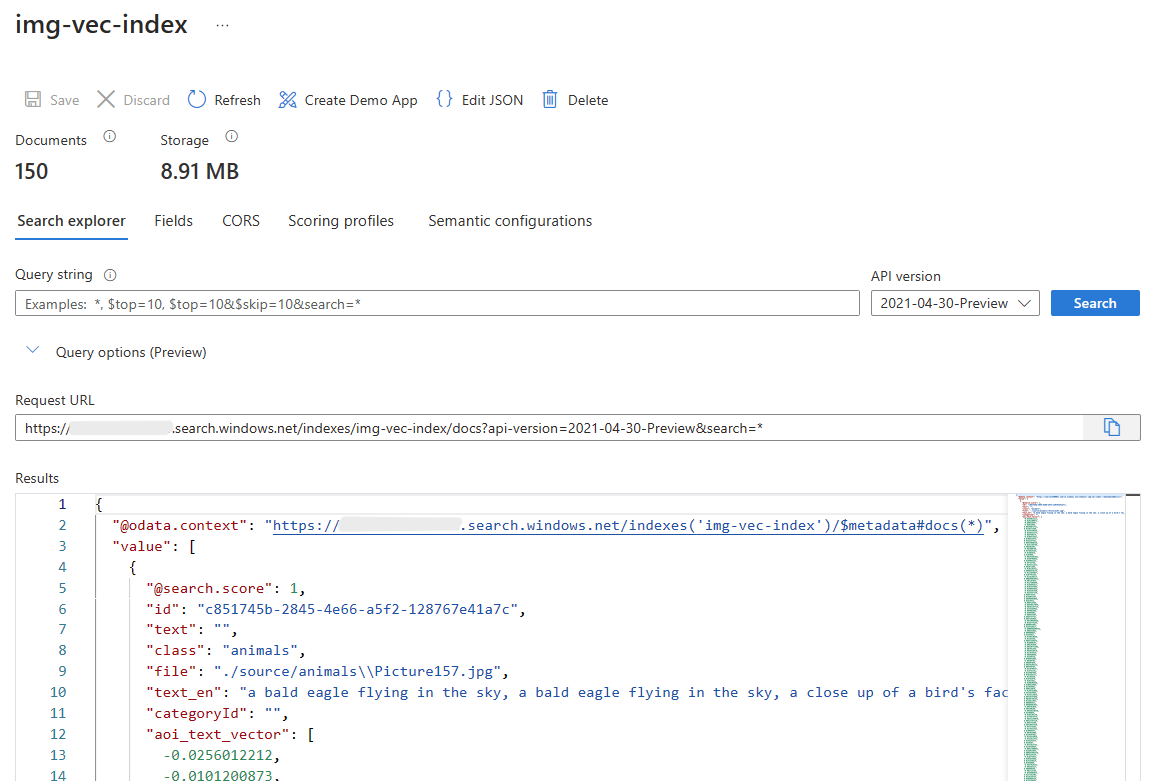 img-vec-index ...
Save Discard Refresh Create Demo App {} Edit JSON Delete
Documents Storage
150 8.91 MB
Search explorer Fields CORS Scoring profiles Semantic configurations
Query string API version
Examples: *, $top=10, $top=10&$skip=10&search=* 2021-04-30-Preview Search
Query options (Preview)
Request URL
https:// .search.windows.net/indexes/img-vec-index/docs?api-version=2021-04-30-Preview&search=*
Results
1 {
2 "@odata.context": "https:// .search.windows.net/indexes('img-vec-index')/$metadata#docs(*)",
3 "value": [
4 {
5 "@search.score": 1,
6 "id": "c851745b-2845-4e66-a5f2-128767e41a7c",
7 "text": "",
8 "class": "animals",
9 "file": "./source/animals\\Picture157.jpg",
10 "text_en": "a bald eagle flying in the sky, a bald eagle flying in the sky, a close up of a bird's fac
11 "categoryId": "",
12 "aoi_text_vector": [
13 -0.0256012212,
14 -0.0101200873,